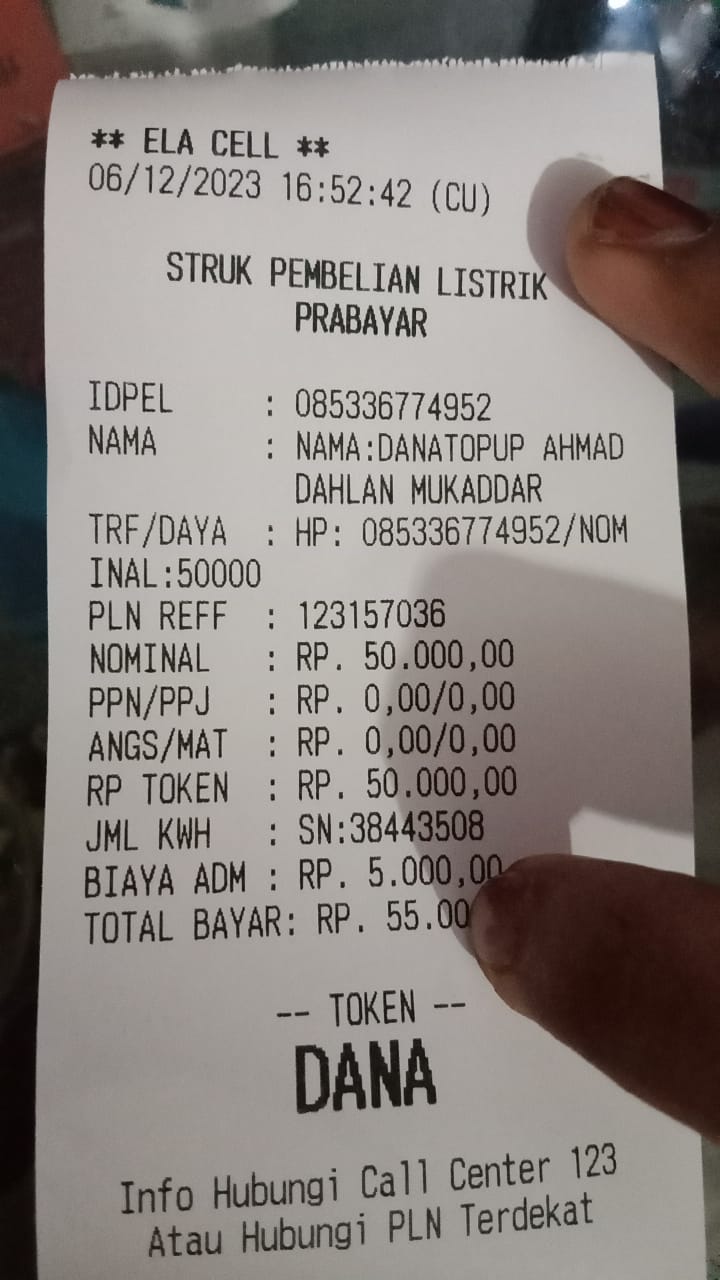 ** ELA CELL **
06/12/2023 16:52:42 (CU)
STRUK PEMBELIAN LISTRIK
PRABAYAR
IDPEL : 085336774952
NAMA : NAMA:DANATOPUP AHMAD
DAHLAN MUKADDAR
TRF/DAYA : HP: 085336774952/NOM
INAL:50000
PLN REFF : 123157036
NOMINAL : RP. 50.000,00
PPN/PPJ : RP. 0,00/0,00
ANGS/MAT : RP. 0,00/0,00
RP TOKEN : RP. 50.000,00
JML KWH : SN:38443508
BIAYA ADM : RP. 5.000,00
TOTAL BAYAR: RP. 55.00
-- TOKEN --
DANA
Info Hubungi Call Center 123
Atau Hubungi PLN Terdekat